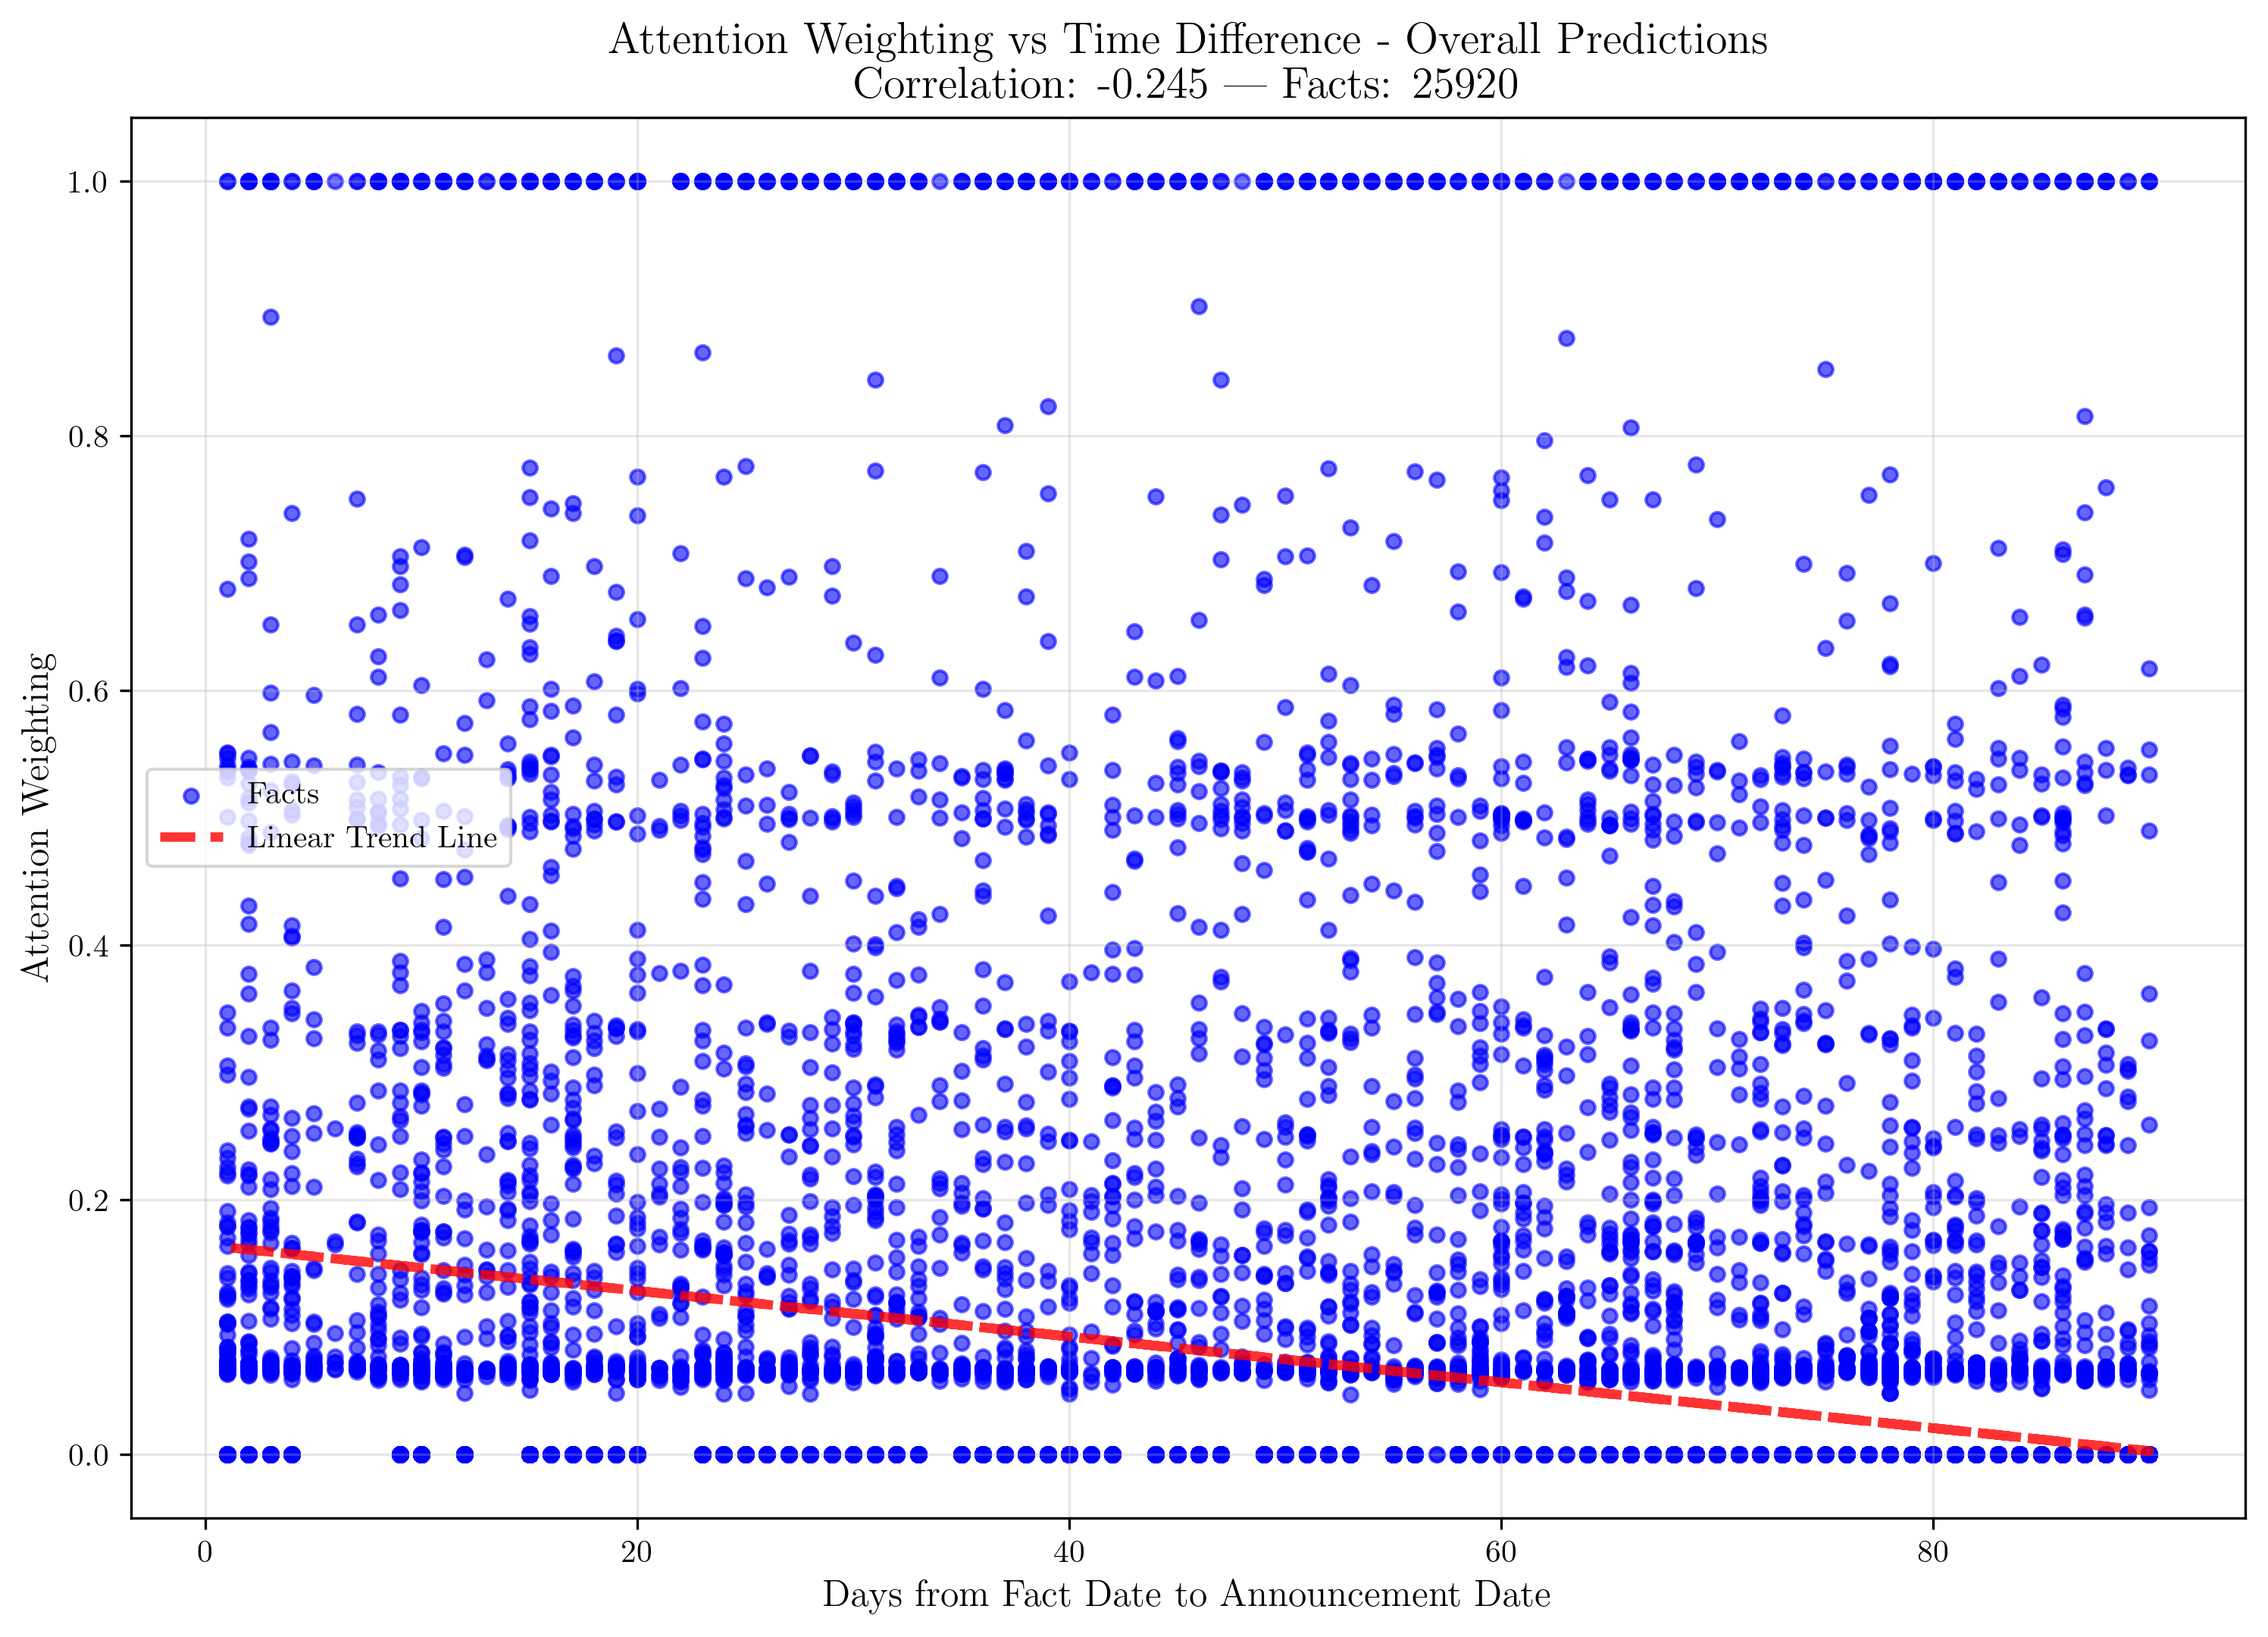 Attention Weighting vs Time Difference - Overall Predictions
Correlation: -0.245 — Facts: 25920
1.0
0.8
0.6
0.4
0.2
0.0
Attention Weighting
Facts
Linear Trend Line
0
20
40
60
80
Days from Fact Date to Announcement Date